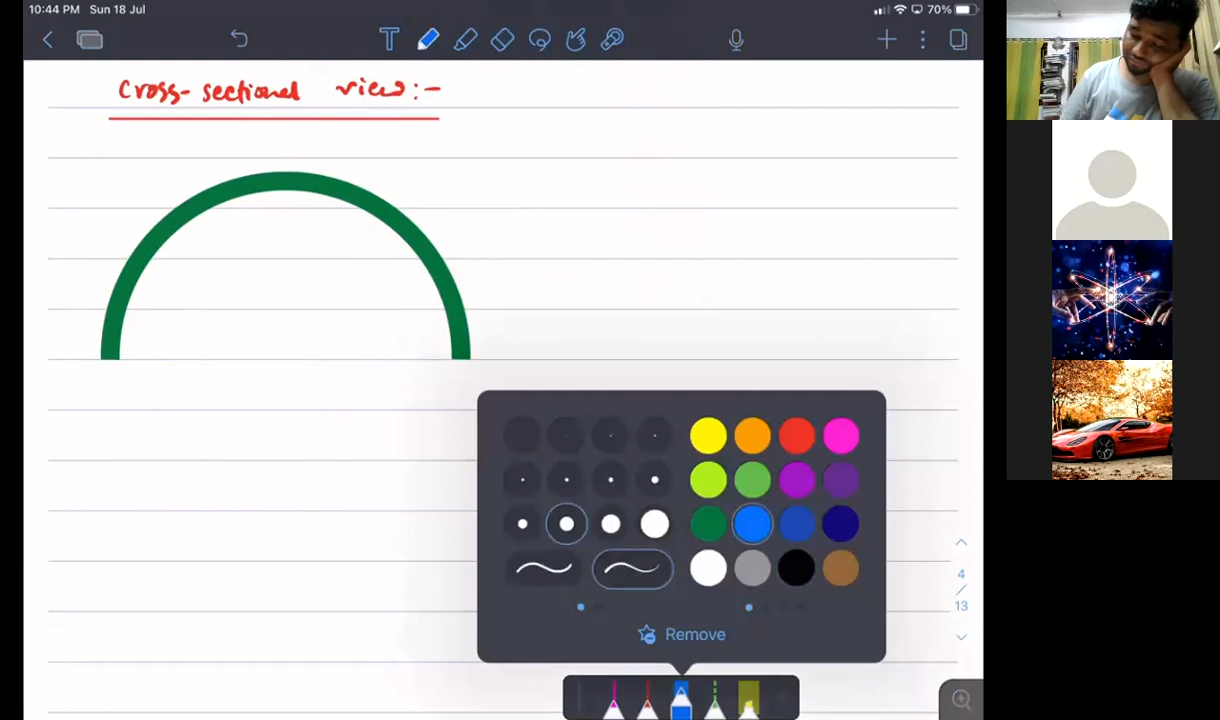 10:44 PM Sun 18 Jul
70%
T
Cross-sectional view:-
4
/
13
Remove